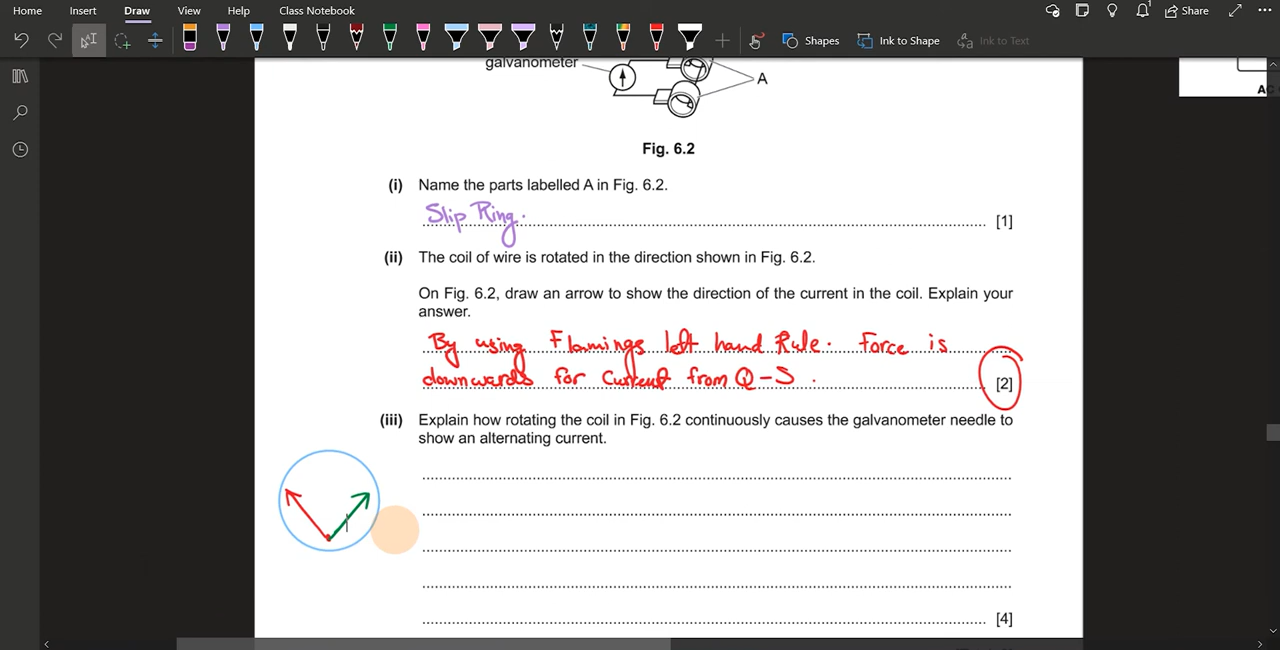 Home Insert Draw View Help Class Notebook
Share
Shapes Ink to Shape Ink to Text
galvanometer
A
AC
Fig. 6.2
(i) Name the parts labelled A in Fig. 6.2.
Slip Ring.
[1]
(ii) The coil of wire is rotated in the direction shown in Fig. 6.2.
On Fig. 6.2, draw an arrow to show the direction of the current in the coil. Explain your
answer.
By using Flamings left hand Rule. Force is
downwards for current from Q-S.
[2]
(iii) Explain how rotating the coil in Fig. 6.2 continuously causes the galvanometer needle to
show an alternating current.
[4]